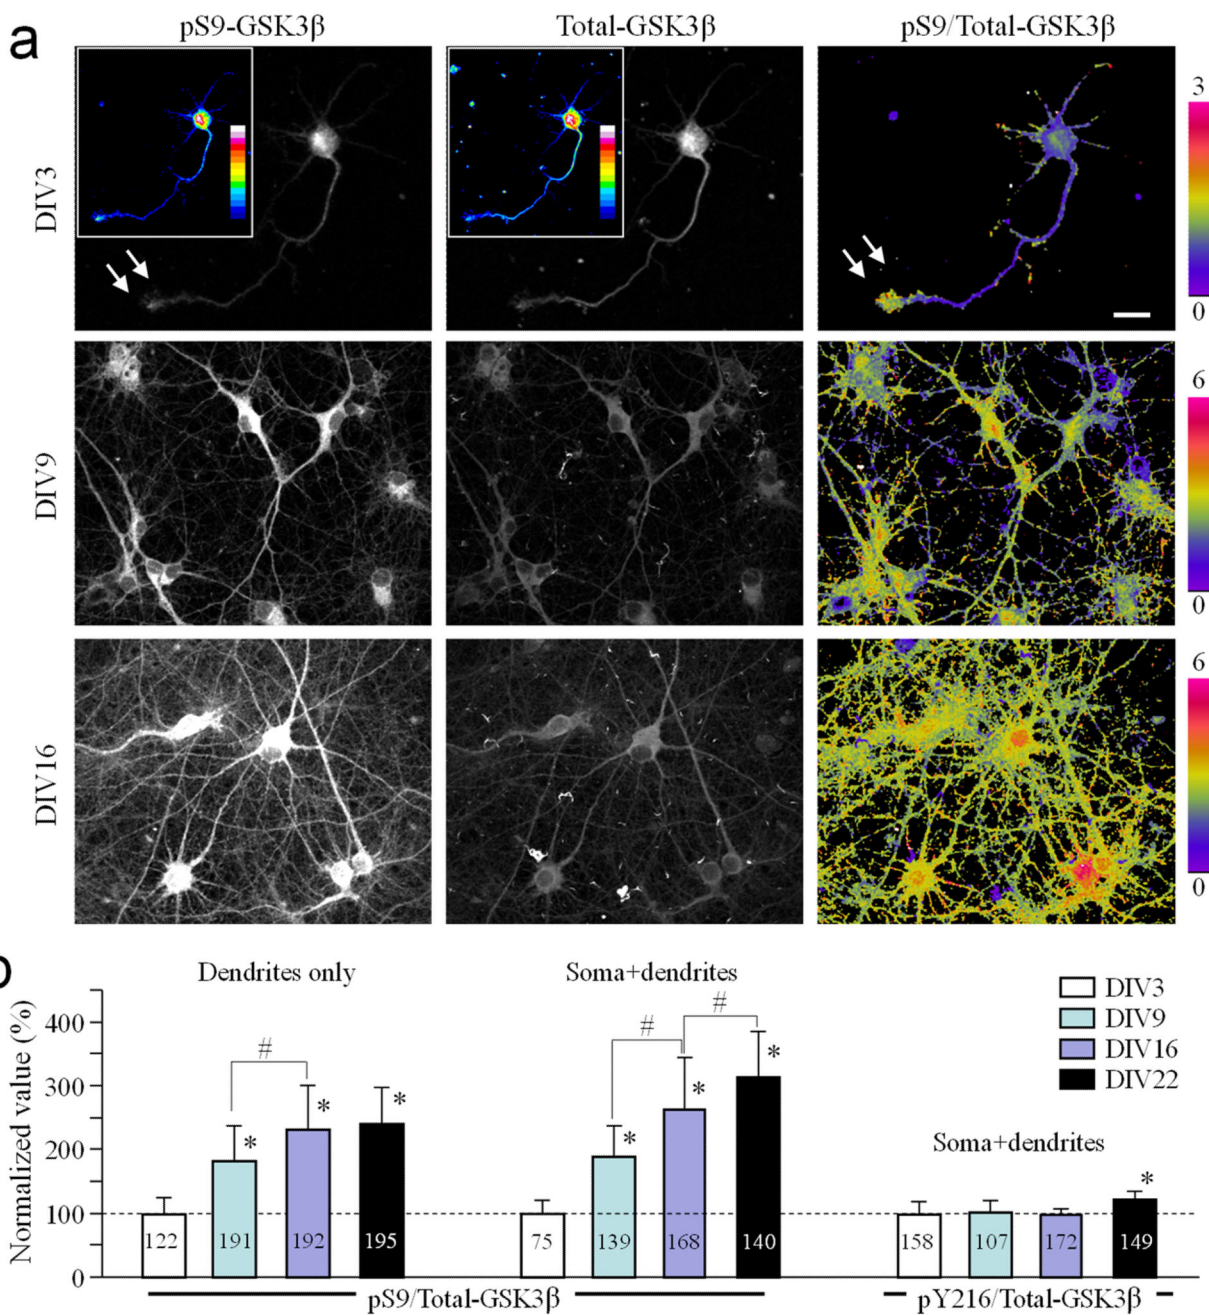 a
pS9-GSK3β
Total-GSK3β
pS9/Total-GSK3β
DIV3
3
0
DIV9
6
0
DIV16
6
0
b
Dendrites only
Soma+dendrites
Soma+dendrites
DIV3
DIV9
DIV16
DIV22
Normalized value (%)
400
300
200
100
0
#
#
#
*
*
*
*
*
*
*
122
191
192
195
75
139
168
140
158
107
172
149
pS9/Total-GSK3β
pY216/Total-GSK3β